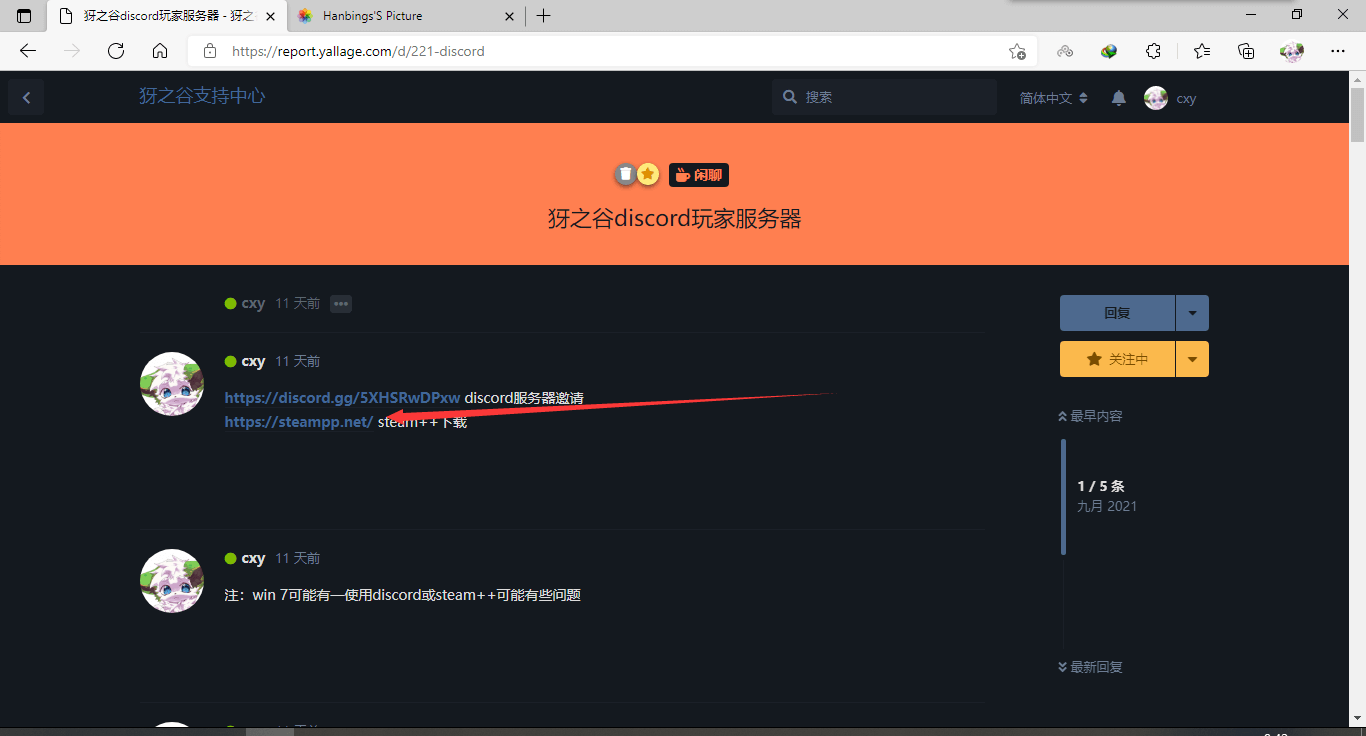 犽之谷discord玩家服务器 - 犽之
Hanbings'S Picture
https://report.yallage.com/d/221-discord
犽之谷支持中心
搜索
简体中文
cxy
闲聊
犽之谷discord玩家服务器
cxy 11 天前
回复
cxy 11 天前
关注中
https://discord.gg/5XHSRwDPxw discord服务器邀请
https://steampp.net/ steam++下载
最早内容
1 / 5 条
九月 2021
cxy 11 天前
注：win 7可能有一使用discord或steam++可能有些问题
最新回复